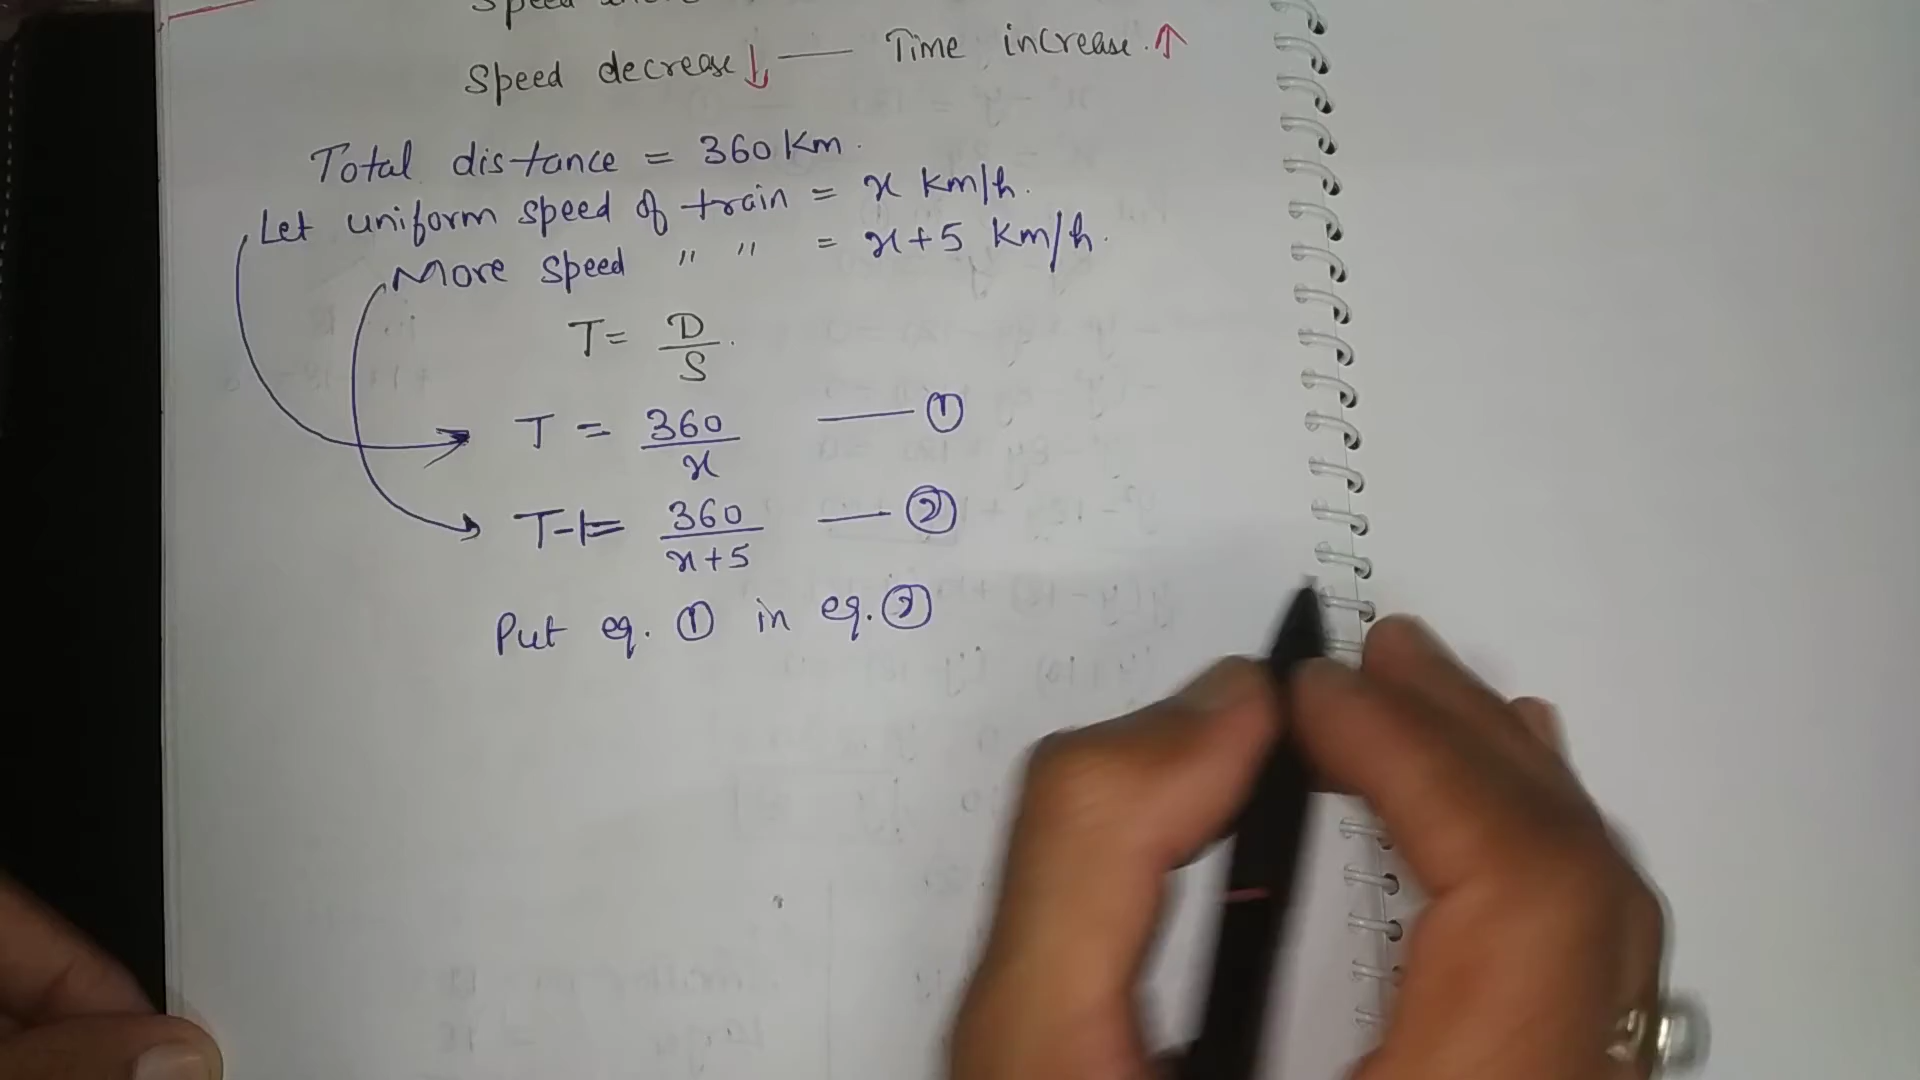 Speed
Speed decrease ↓ — Time increase. ↑
Total distance = 360 Km.
Let uniform speed of train = x km/h.
More speed " " = x+5 Km/h.
T= D/S.
T = 360/x — ①
T-1= 360/x+5 — ②
Put eq. ① in eq. ②